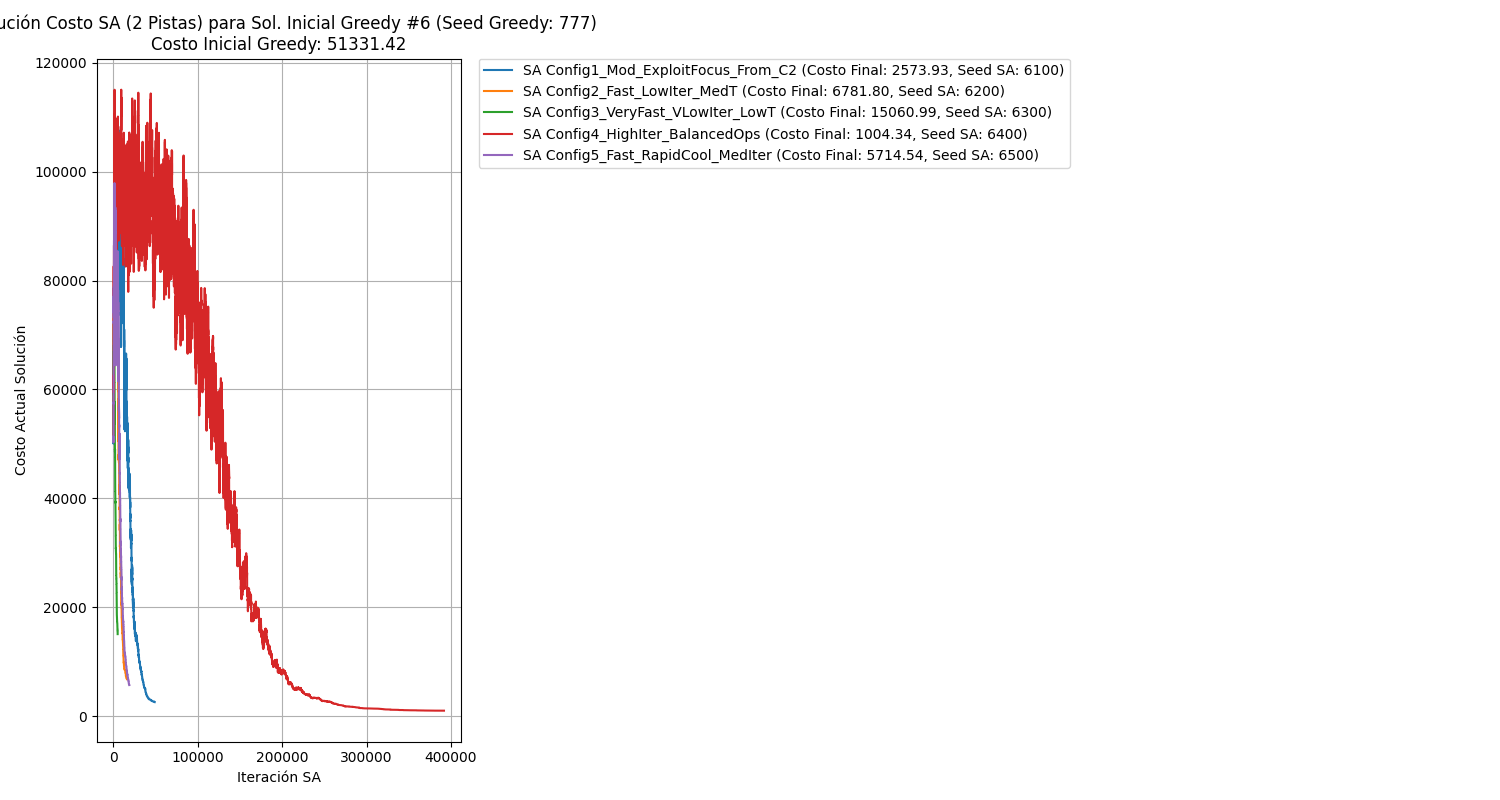 ución Costo SA (2 Pistas) para Sol. Inicial Greedy #6 (Seed Greedy: 777)
Costo Inicial Greedy: 51331.42
SA Config1_Mod_ExploitFocus_From_C2 (Costo Final: 2573.93, Seed SA: 6100)
SA Config2_Fast_LowIter_MedT (Costo Final: 6781.80, Seed SA: 6200)
SA Config3_VeryFast_VLowIter_LowT (Costo Final: 15060.99, Seed SA: 6300)
SA Config4_HighIter_BalancedOps (Costo Final: 1004.34, Seed SA: 6400)
SA Config5_Fast_RapidCool_MedIter (Costo Final: 5714.54, Seed SA: 6500)
Costo Actual Solución
120000
100000
80000
60000
40000
20000
0
0 100000 200000 300000 400000
Iteración SA